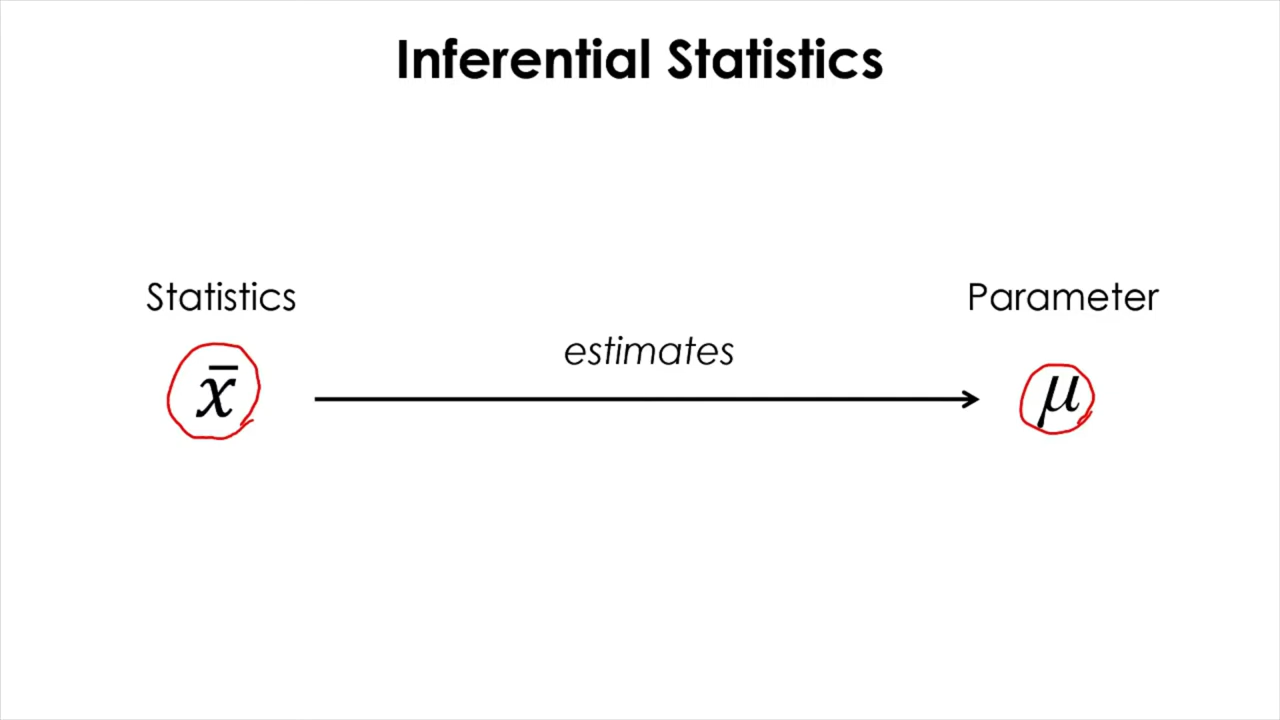 Inferential Statistics
Statistics
Parameter
estimates
x̄
μ